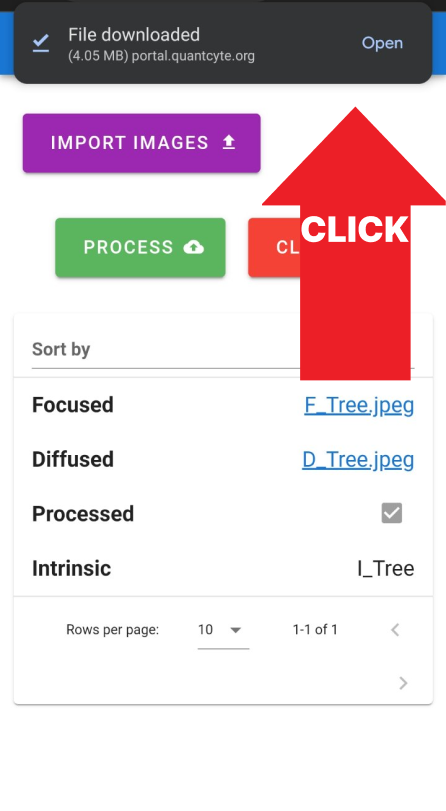 File downloaded
(4.05 MB) portal.quantcyte.org
Open
IMPORT IMAGES
CLICK
PROCESS
CL
Sort by
Focused F_Tree.jpeg
Diffused D_Tree.jpeg
Processed
Intrinsic I_Tree
Rows per page: 10 1-1 of 1